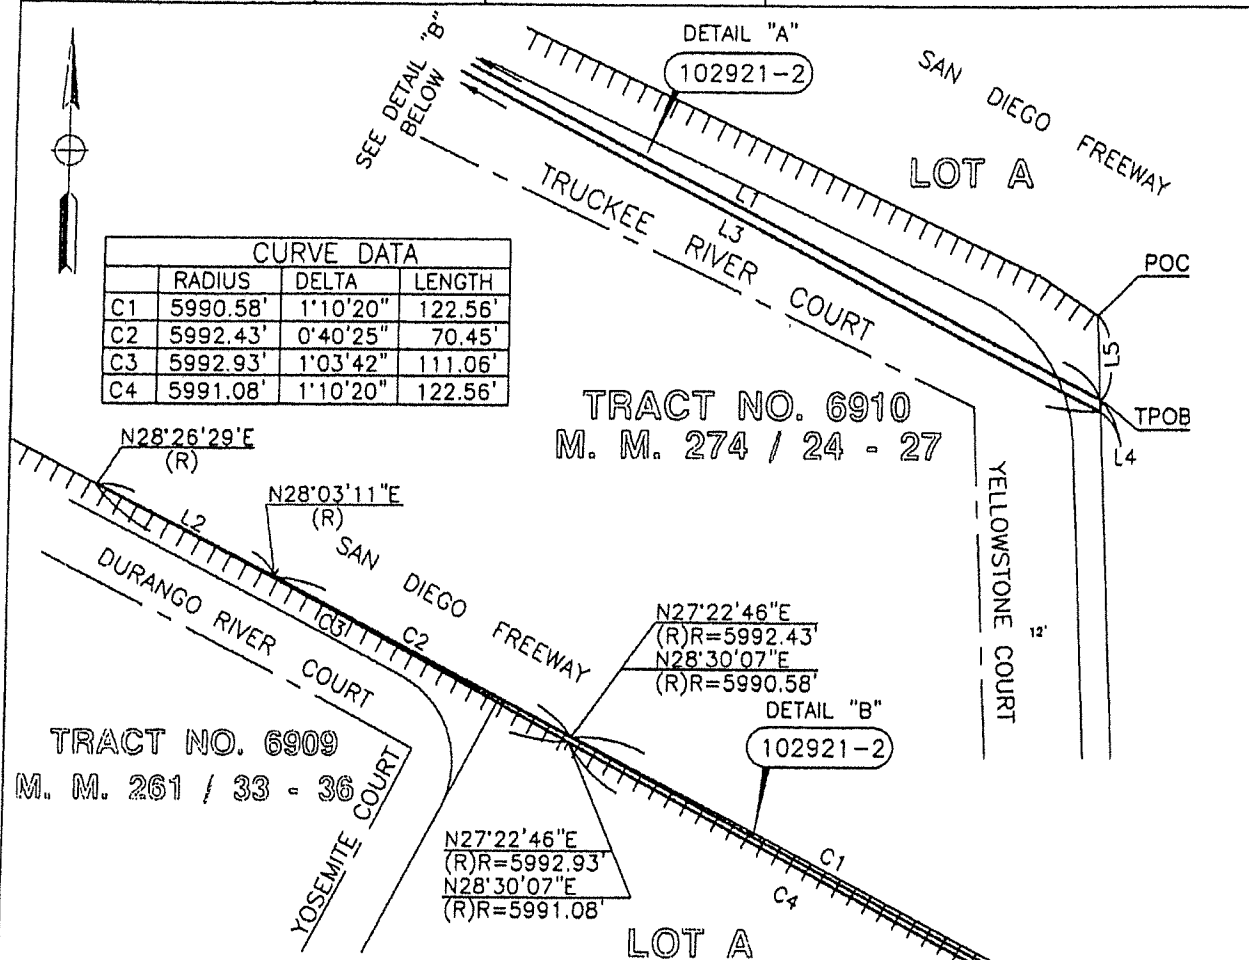 DETAIL "A"
102921-2
SEE DETAIL "B"
BELOW
SAN DIEGO FREEWAY
LOT A
TRUCKEE RIVER COURT
L1
L3
POC
L5
TPOB
L4
CURVE DATA
RADIUS DELTA LENGTH
C1 5990.58' 1°10'20" 122.56'
C2 5992.43' 0°40'25" 70.45'
C3 5992.93' 1°03'42" 111.06'
C4 5991.08' 1°10'20" 122.56'
TRACT NO. 6910
M. M. 274 / 24 - 27
YELLOWSTONE COURT
12'
N28°26'29"E
(R)
L2
N28°03'11"E
(R)
SAN DIEGO FREEWAY
DURANGO RIVER COURT
C3
C2
N27°22'46"E
(R)R=5992.43'
N28°30'07"E
(R)R=5990.58'
DETAIL "B"
102921-2
TRACT NO. 6909
M. M. 261 / 33 - 36
YOSEMITE COURT
N27°22'46"E
(R)R=5992.93'
N28°30'07"E
(R)R=5991.08'
C1
C4
LOT A